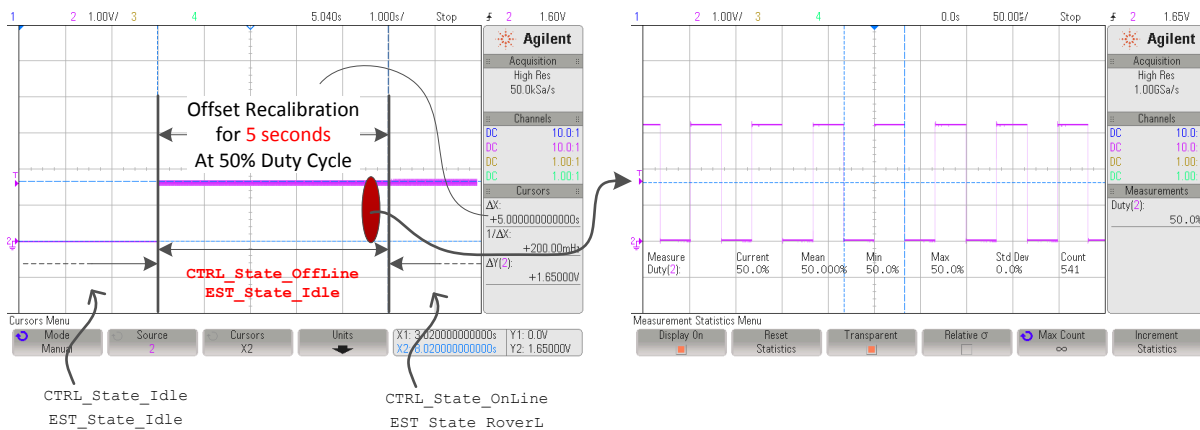 1 2 1.00V/ 3 4 5.040s 1.000s/ Stop 2 1.60V
Agilent
Acquisition
High Res
50.0kSa/s
Channels
DC 10.0:1
DC 10.0:1
DC 1.00:1
DC 1.00:1
Cursors
ΔX:
+5.000000000000s
1/ΔX:
+200.00mHz
ΔY(2):
+1.65000V
Offset Recalibration
for 5 seconds
At 50% Duty Cycle
T
2
CTRL_State_OffLine
EST_State_Idle
Cursors Menu
Mode
Manual
Source
2
Cursors
X2
Units
X1: 3.020000000000s Y1: 0.0V
X2: 8.020000000000s Y2: 1.65000V
CTRL_State_Idle
EST_State_Idle
CTRL_State_OnLine
EST State RoverL
1 2 1.00V/ 3 4 0.0s 50.00%/ Stop 2 1.65V
Agilent
Acquisition
High Res
1.00GSa/s
Channels
DC 10.0:
DC 10.0:
DC 1.00:
DC 1.00:
Measurements
Duty(2):
50.0%
T
2
Measure Current Mean Min Max Std Dev Count
Duty(2): 50.0% 50.000% 50.0% 50.0% 0.0% 541
Measurement Statistics Menu
Display On
Reset
Statistics
Transparent
Relative σ
Max Count
∞
Increment
Statistics